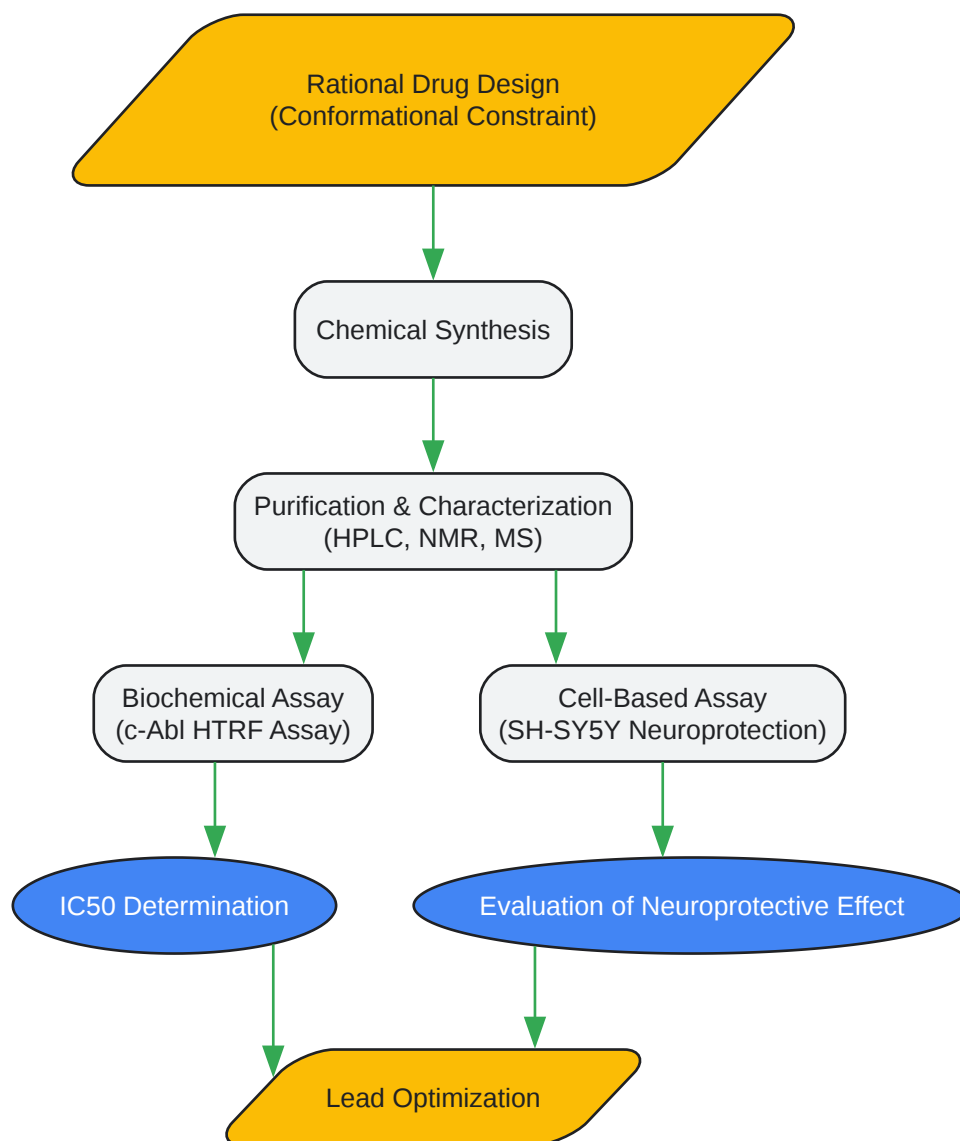 Rational Drug Design
(Conformational Constraint)
Chemical Synthesis
Purification & Characterization
(HPLC, NMR, MS)
Biochemical Assay
(c-Abl HTRF Assay)
Cell-Based Assay
(SH-SY5Y Neuroprotection)
IC50 Determination
Evaluation of Neuroprotective Effect
Lead Optimization